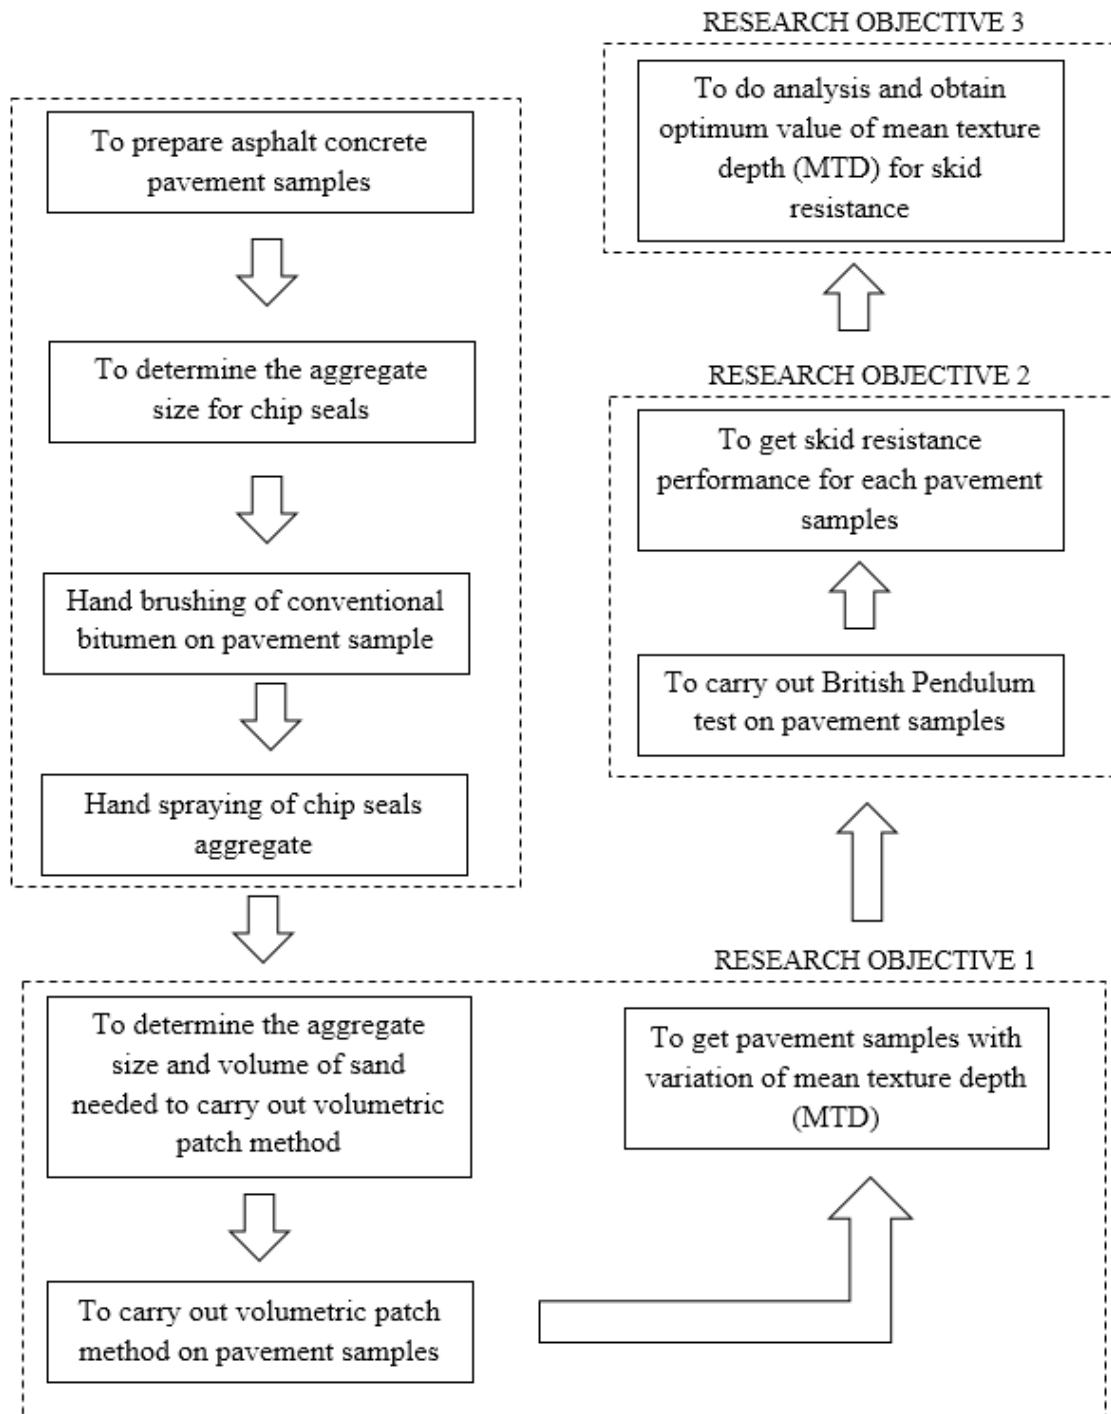 To prepare asphalt concrete
pavement samples
To determine the aggregate
size for chip seals
Hand brushing of conventional
bitumen on pavement sample
Hand spraying of chip seals
aggregate
RESEARCH OBJECTIVE 1
To determine the aggregate
size and volume of sand
needed to carry out volumetric
patch method
To carry out volumetric patch
method on pavement samples
To get pavement samples with
variation of mean texture depth
(MTD)
RESEARCH OBJECTIVE 2
To carry out British Pendulum
test on pavement samples
To get skid resistance
performance for each pavement
samples
RESEARCH OBJECTIVE 3
To do analysis and obtain
optimum value of mean texture
depth (MTD) for skid
resistance